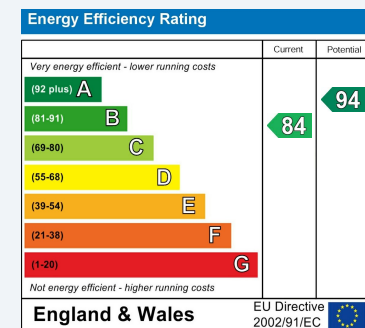 Energy Efficiency Rating
Current Potential
Very energy efficient - lower running costs
(92 plus) A
94
(81-91) B
84
(69-80) C
(55-68) D
(39-54) E
(21-38) F
(1-20) G
Not energy efficient - higher running costs
England & Wales
EU Directive
2002/91/EC